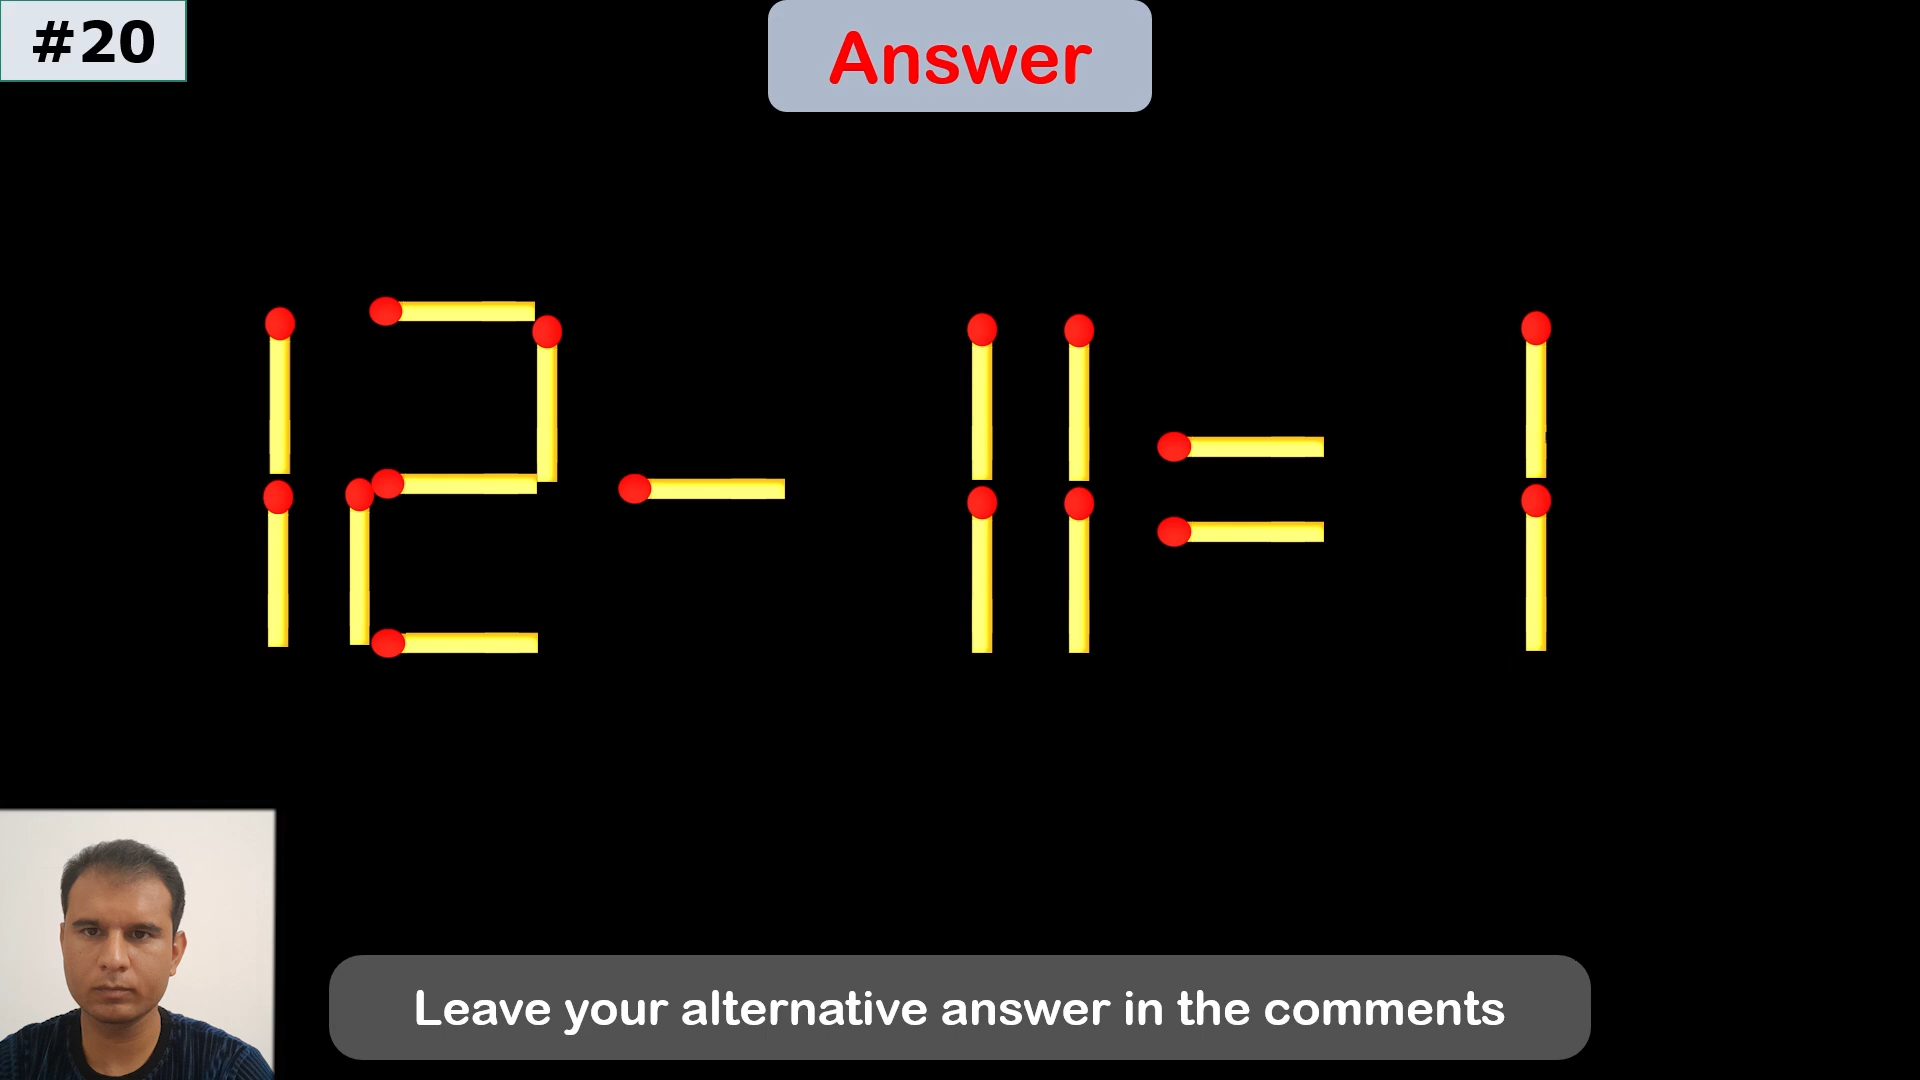 #20
Answer
12 - 11 = 1
Leave your alternative answer in the comments